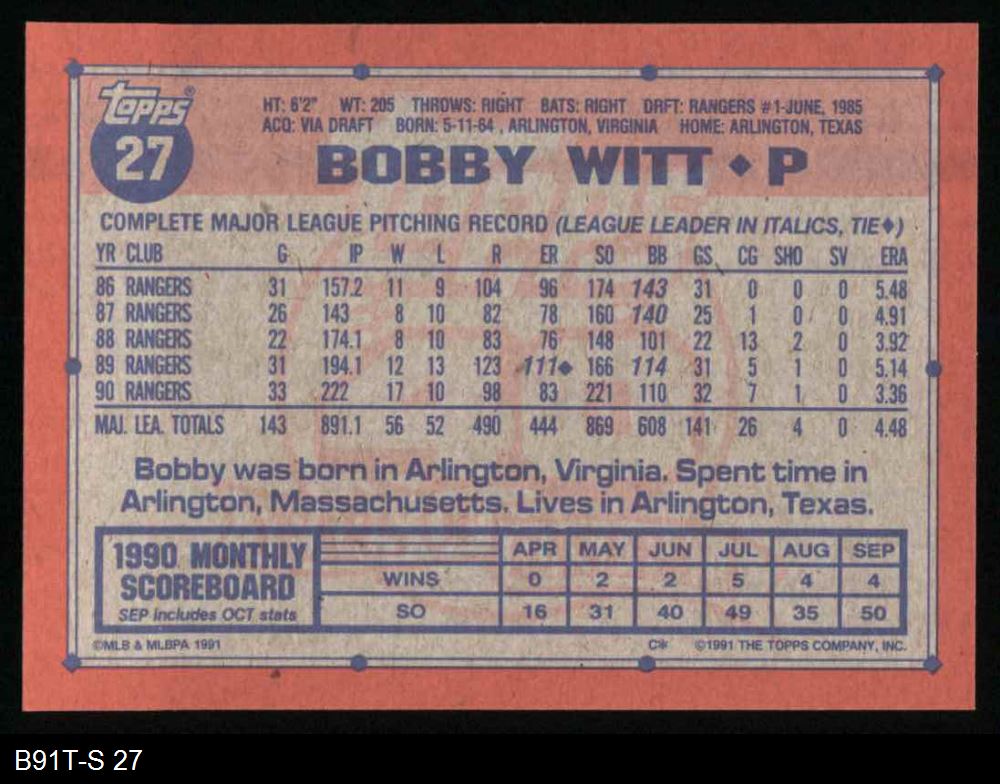 Topps®
27
HT: 6'2" WT: 205 THROWS: RIGHT BATS: RIGHT DRFT: RANGERS #1-JUNE, 1985
ACQ: VIA DRAFT BORN: 5-11-64, ARLINGTON, VIRGINIA HOME: ARLINGTON, TEXAS
BOBBY WITT ♦ P
COMPLETE MAJOR LEAGUE PITCHING RECORD (LEAGUE LEADER IN ITALICS, TIE♦)
YR CLUB G IP W L R ER SO BB GS CG SHO SV ERA
86 RANGERS 31 157.2 11 9 104 96 174 143 31 0 0 0 5.48
87 RANGERS 26 143 8 10 82 78 160 140 25 1 0 0 4.91
88 RANGERS 22 174.1 8 10 83 76 148 101 22 13 2 0 3.92
89 RANGERS 31 194.1 12 13 123 111♦ 166 114 31 5 1 0 5.14
90 RANGERS 33 222 17 10 98 83 221 110 32 7 1 0 3.36
MAJ. LEA. TOTALS 143 891.1 56 52 490 444 869 608 141 26 4 0 4.48
Bobby was born in Arlington, Virginia. Spent time in
Arlington, Massachusetts. Lives in Arlington, Texas.
1990 MONTHLY
SCOREBOARD
SEP includes OCT stats
APR MAY JUN JUL AUG SEP
WINS 0 2 2 5 4 4
SO 16 31 40 49 35 50
©MLB & MLBPA 1991 C* ©1991 THE TOPPS COMPANY, INC.
B91T-S 27